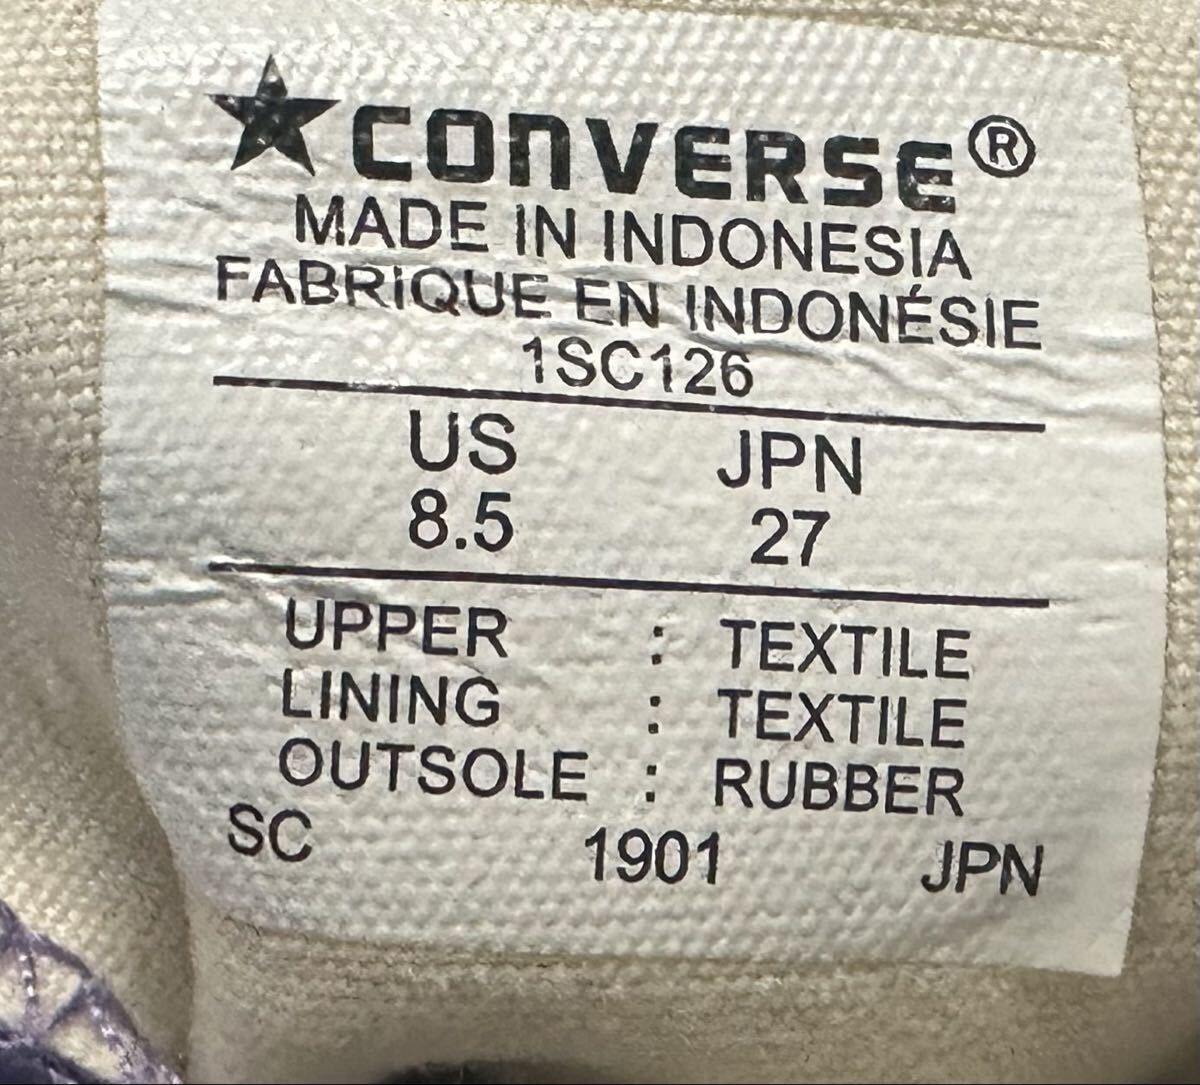 ★CONVERSE®
MADE IN INDONESIA
FABRIQUE EN INDONÉSIE
1SC126
US JPN
8.5 27
UPPER : TEXTILE
LINING : TEXTILE
OUTSOLE : RUBBER
SC 1901 JPN